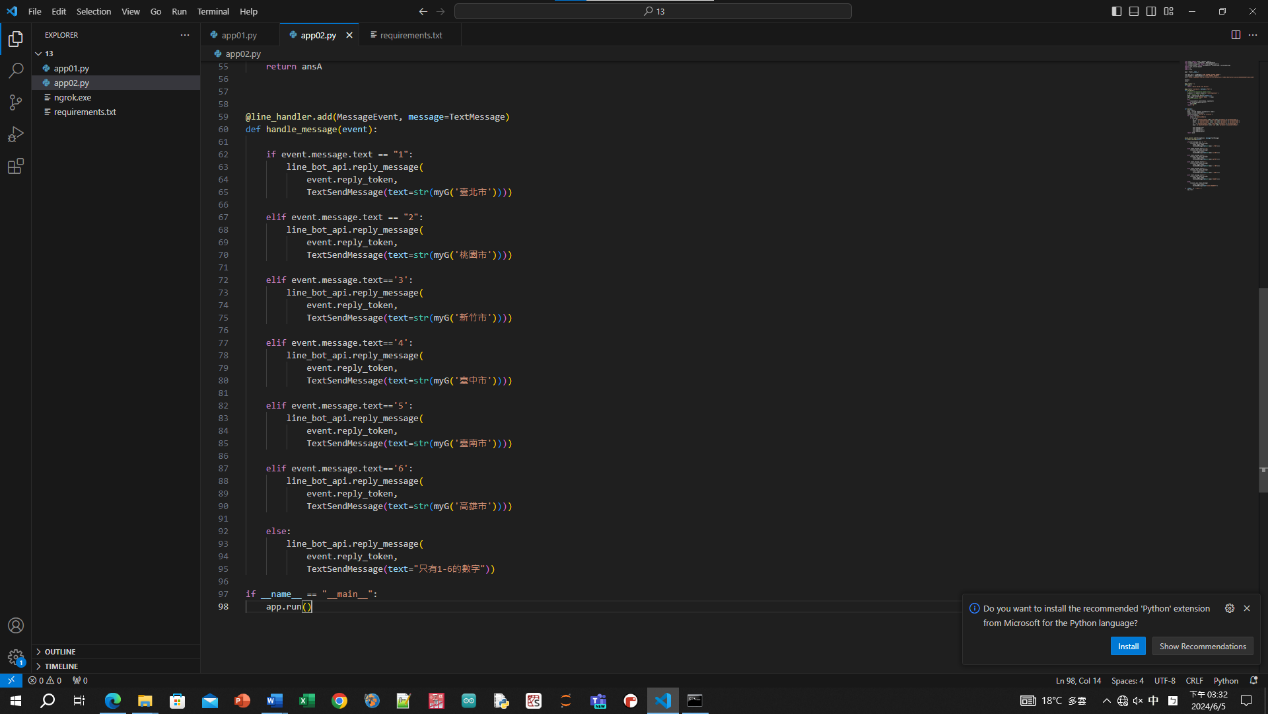 File Edit Selection View Go Run Terminal Help
13
EXPLORER
app01.py
app02.py
requirements.txt
13
app01.py
app02.py
ngrok.exe
requirements.txt
app02.py
55 return ansA
56
57
58
59 @line_handler.add(MessageEvent, message=TextMessage)
60 def handle_message(event):
61
62 if event.message.text == "1":
63 line_bot_api.reply_message(
64 event.reply_token,
65 TextSendMessage(text=str(myG('臺北市'))))
66
67 elif event.message.text == "2":
68 line_bot_api.reply_message(
69 event.reply_token,
70 TextSendMessage(text=str(myG('桃園市'))))
71
72 elif event.message.text=='3':
73 line_bot_api.reply_message(
74 event.reply_token,
75 TextSendMessage(text=str(myG('新竹市'))))
76
77 elif event.message.text=='4':
78 line_bot_api.reply_message(
79 event.reply_token,
80 TextSendMessage(text=str(myG('臺中市'))))
81
82 elif event.message.text=='5':
83 line_bot_api.reply_message(
84 event.reply_token,
85 TextSendMessage(text=str(myG('臺南市'))))
86
87 elif event.message.text=='6':
88 line_bot_api.reply_message(
89 event.reply_token,
90 TextSendMessage(text=str(myG('高雄市'))))
91
92 else:
93 line_bot_api.reply_message(
94 event.reply_token,
95 TextSendMessage(text="只有1-6的數字"))
96
97 if __name__ == "__main__":
98 app.run()
Do you want to install the recommended 'Python' extension
from Microsoft for the Python language?
Install
Show Recommendations
OUTLINE
TIMELINE
1
0 0 0
Ln 98, Col 14 Spaces: 4 UTF-8 CRLF Python
18°C 多雲
中
下午 03:32
2024/6/5